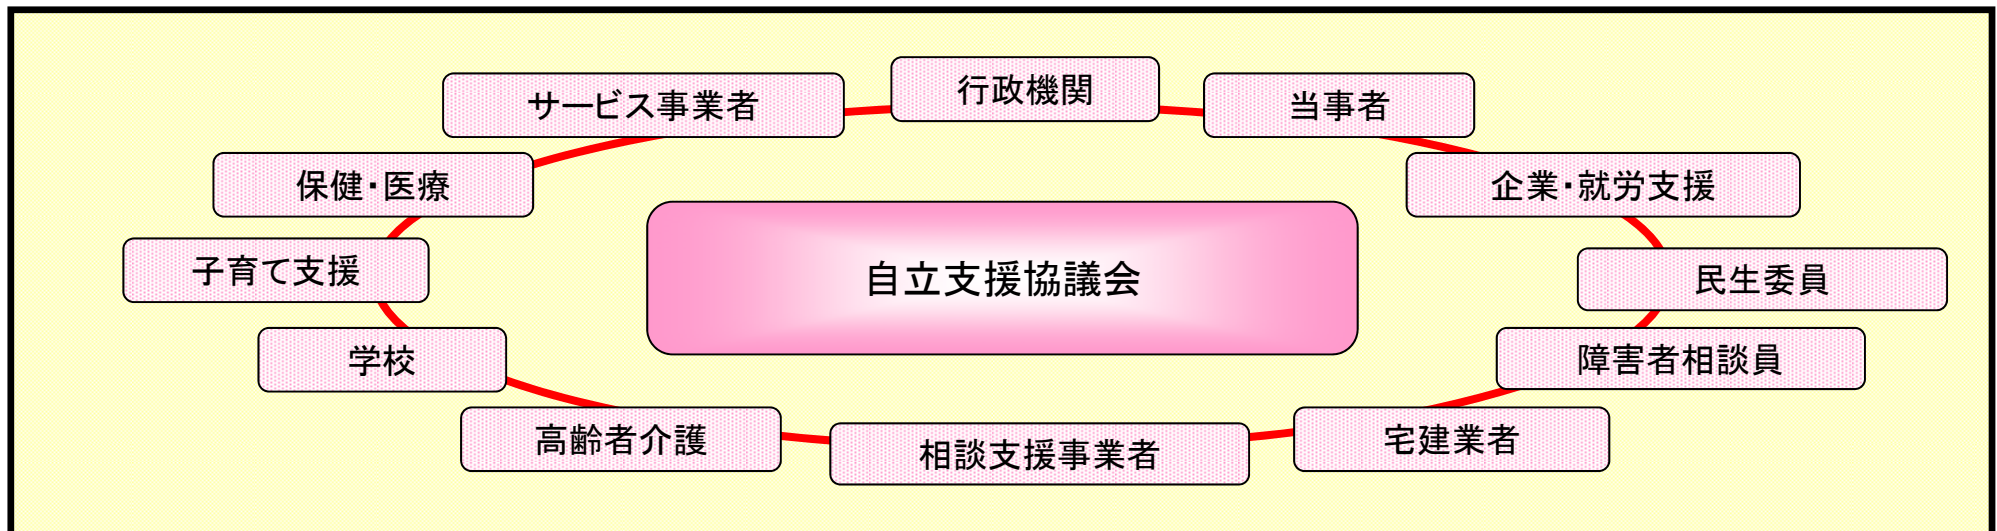 行政機関
サービス事業者
当事者
保健・医療
企業・就労支援
子育て支援
自立支援協議会
民生委員
学校
障害者相談員
高齢者介護
宅建業者
相談支援事業者